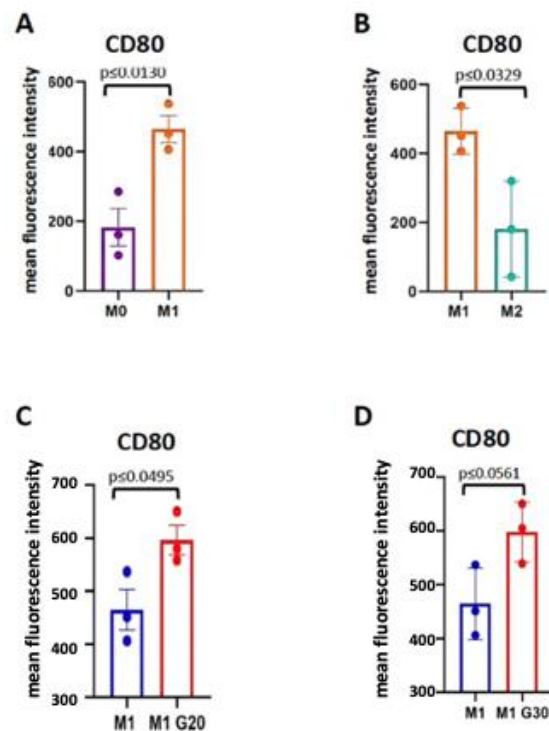 A
CD80
p≤0.0130
mean fluorescence intensity
600
400
200
0
M0 M1
B
CD80
p≤0.0329
mean fluorescence intensity
600
400
200
0
M1 M2
C
CD80
p≤0.0495
mean fluorescence intensity
700
600
500
400
300
M1 M1 G20
D
CD80
p≤0.0561
mean fluorescence intensity
700
600
500
400
300
M1 M1 G30